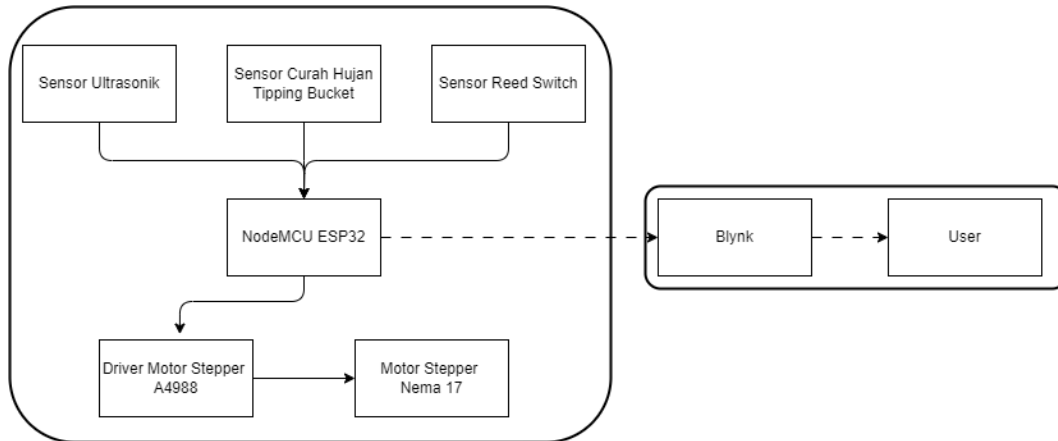 Sensor Ultrasonik
Sensor Curah Hujan
Tipping Bucket
Sensor Reed Switch
NodeMCU ESP32
Blynk
User
Driver Motor Stepper
A4988
Motor Stepper
Nema 17